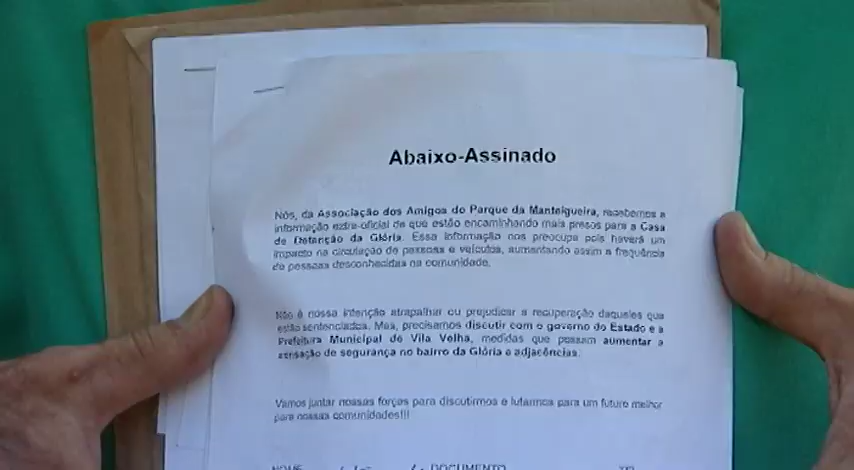 Abaixo-Assinado
Nós, da Associação dos Amigos do Parque da Manteigueira, recebemos a
informação extra-oficial de que estão encaminhando mais presos para a Casa
de Detenção da Glória. Essa informação nos preocupa pois haverá um
impacto na circulação de pessoas e veículos, aumentando assim a frequência
de pessoas desconhecidas na comunidade.
Não é nossa intenção atrapalhar ou prejudicar a recuperação daqueles que
estão sentenciados. Mas, precisamos discutir com o governo do Estado e a
Prefeitura Municipal de Vila Velha, medidas que possam aumentar a
sensação de segurança no bairro da Glória e adjacências.
Vamos juntar nossas forças para discutirmos e lutarmos para um futuro melhor
para nossas comunidades!!!
NOME DOCUMENTO